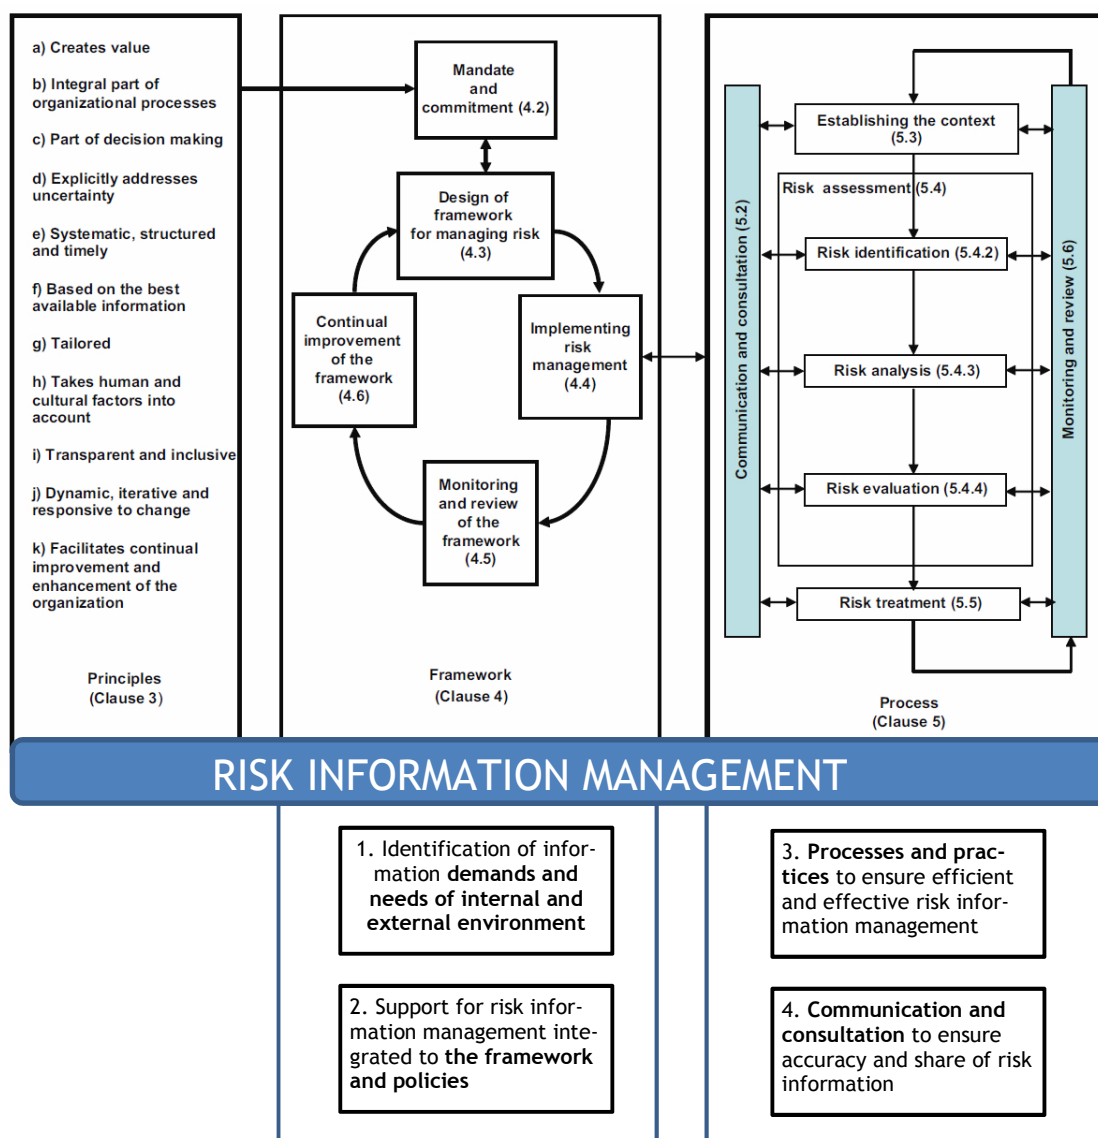 a) Creates value
b) Integral part of
organizational processes
c) Part of decision making
d) Explicitly addresses
uncertainty
e) Systematic, structured
and timely
f) Based on the best
available information
g) Tailored
h) Takes human and
cultural factors into
account
i) Transparent and inclusive
j) Dynamic, iterative and
responsive to change
k) Facilitates continual
improvement and
enhancement of the
organization
Principles
(Clause 3)
Mandate
and
commitment (4.2)
Design of
framework
for managing risk
(4.3)
Continual
improvement
of the
framework
(4.6)
Implementing
risk
management
(4.4)
Monitoring
and review
of the
framework
(4.5)
Framework
(Clause 4)
Communication and consultation (5.2)
Establishing the context
(5.3)
Risk assessment (5.4)
Risk identification (5.4.2)
Risk analysis (5.4.3)
Risk evaluation (5.4.4)
Risk treatment (5.5)
Monitoring and review (5.6)
Process
(Clause 5)
RISK INFORMATION MANAGEMENT
1. Identification of infor-
mation demands and
needs of internal and
external environment
2. Support for risk infor-
mation management inte-
grated to the framework
and policies
3. Processes and prac-
tices to ensure efficient
and effective risk infor-
mation management
4. Communication and
consultation to ensure
accuracy and share of risk
information